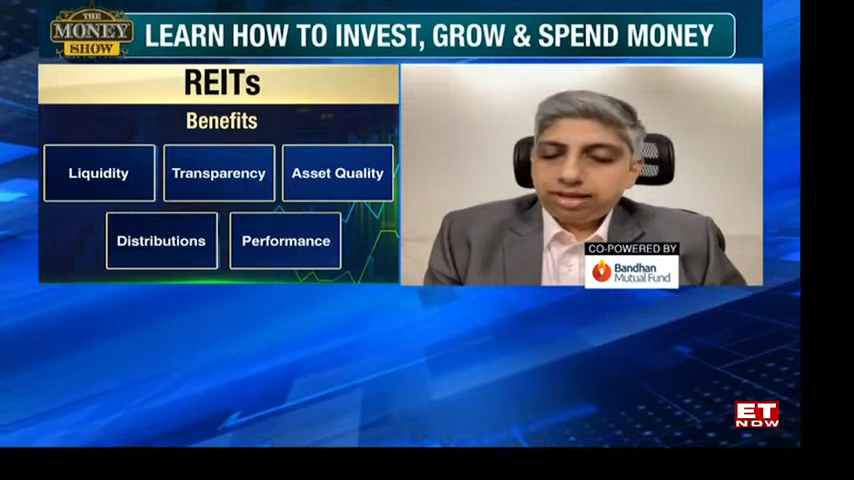 THE
MONEY
SHOW
LEARN HOW TO INVEST, GROW & SPEND MONEY
REITs
Benefits
Liquidity
Transparency
Asset Quality
Distributions
Performance
CO-POWERED BY
Bandhan
Mutual Fund
ET
NOW